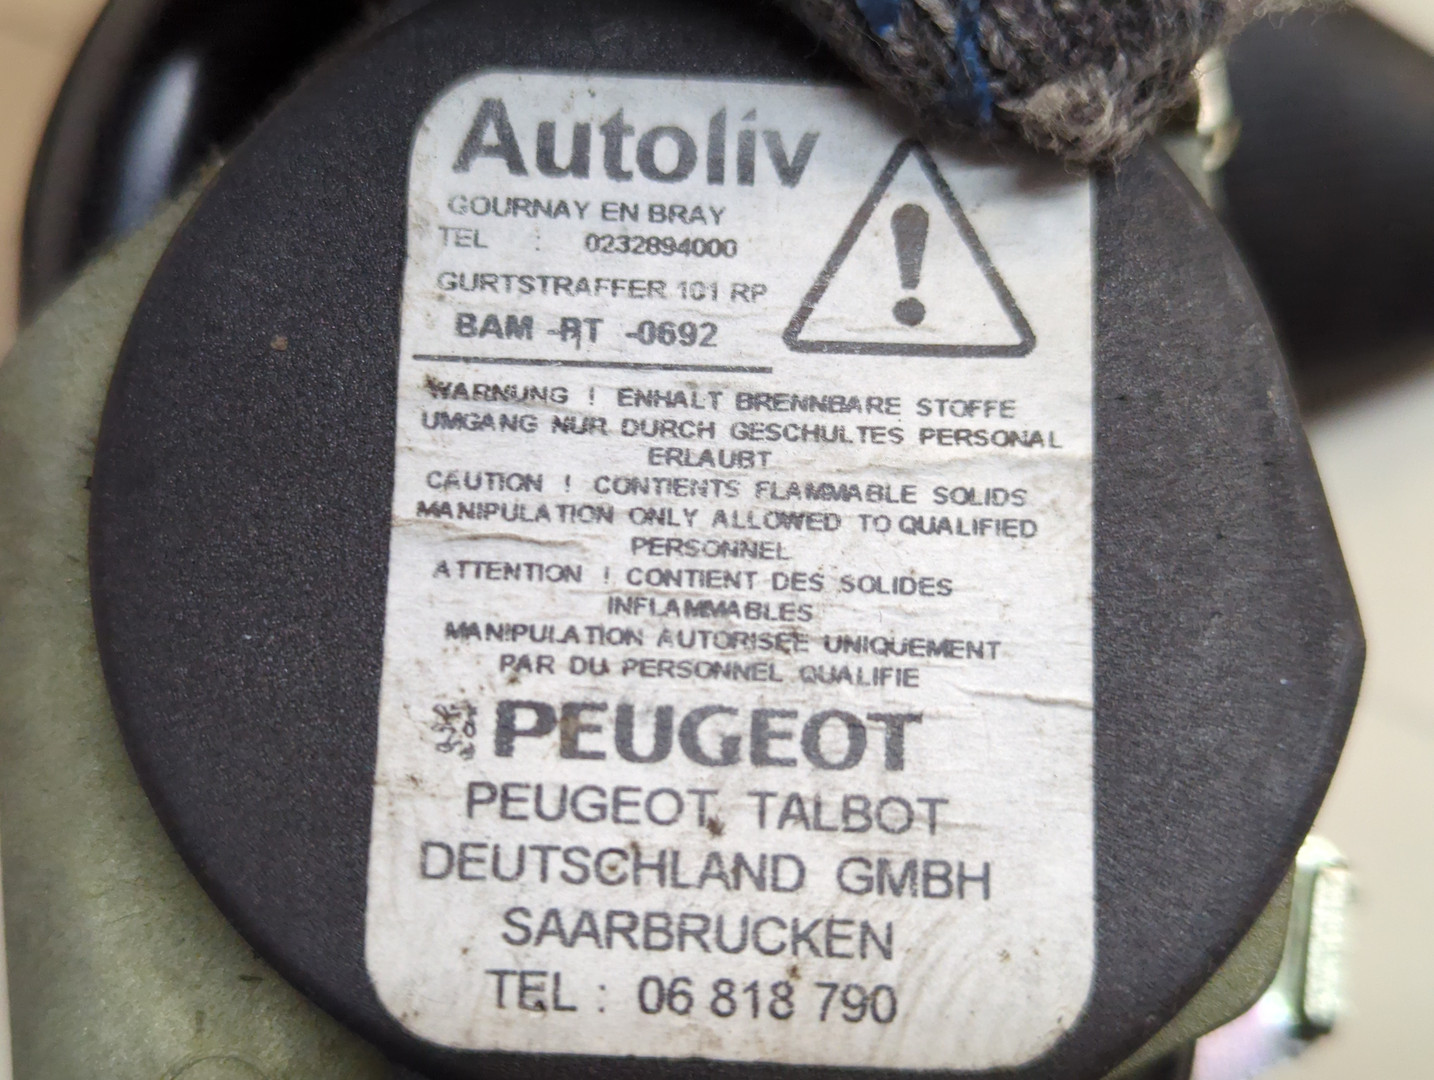 Autoliv
GOURNAY EN BRAY
TEL : 0232894000
GURTSTRAFFER 101 RP
BAM -PT -0692
WARNUNG ! ENHALT BRENNBARE STOFFE
UMGANG NUR DURCH GESCHULTES PERSONAL
ERLAUBT
CAUTION ! CONTIENTS FLAMMABLE SOLIDS
MANIPULATION ONLY ALLOWED TO QUALIFIED
PERSONNEL
ATTENTION ! CONTIENT DES SOLIDES
INFLAMMABLES
MANIPULATION AUTORISEE UNIQUEMENT
PAR DU PERSONNEL QUALIFIE
PEUGEOT
PEUGEOT TALBOT
DEUTSCHLAND GMBH
SAARBRUCKEN
TEL : 06 818 790